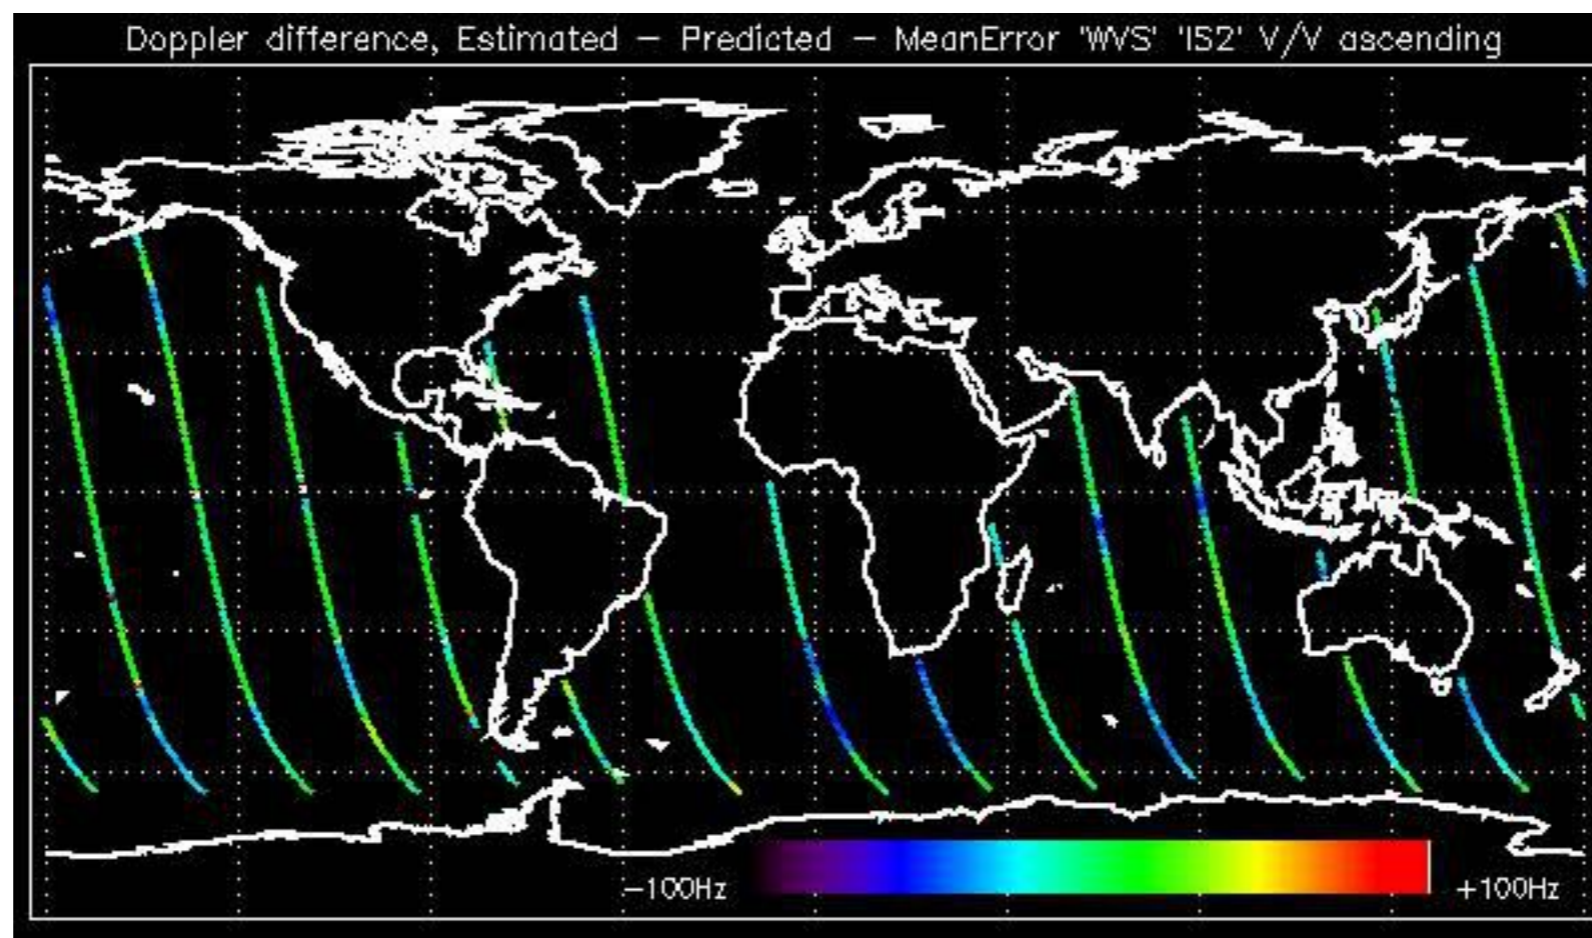 Doppler difference, Estimated – Predicted – MeanError 'WVS' 'IS2' V/V ascending
−100Hz
+100Hz